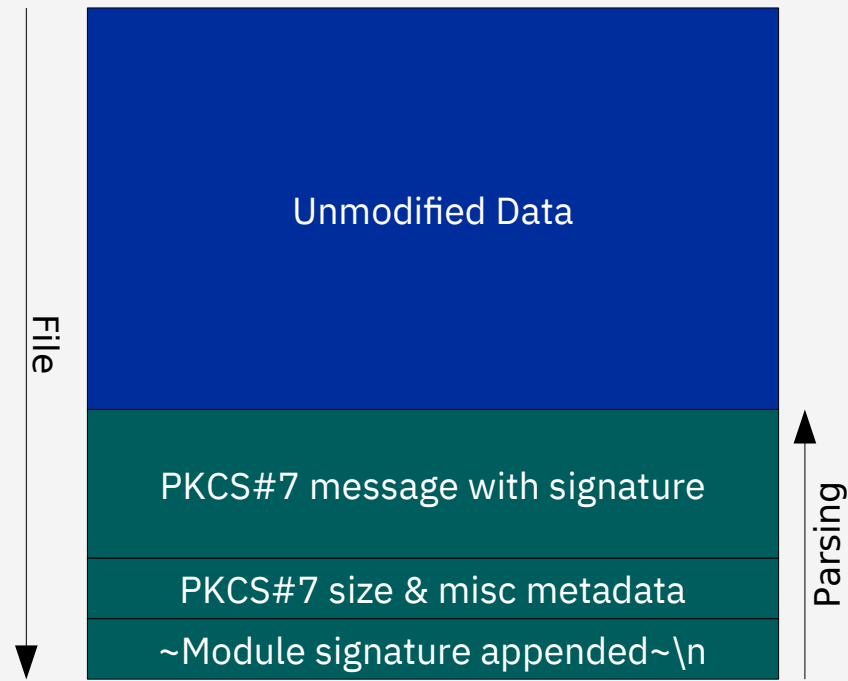 Unmodified Data
File
PKCS#7 message with signature
Parsing
PKCS#7 size & misc metadata
~Module signature appended~\n